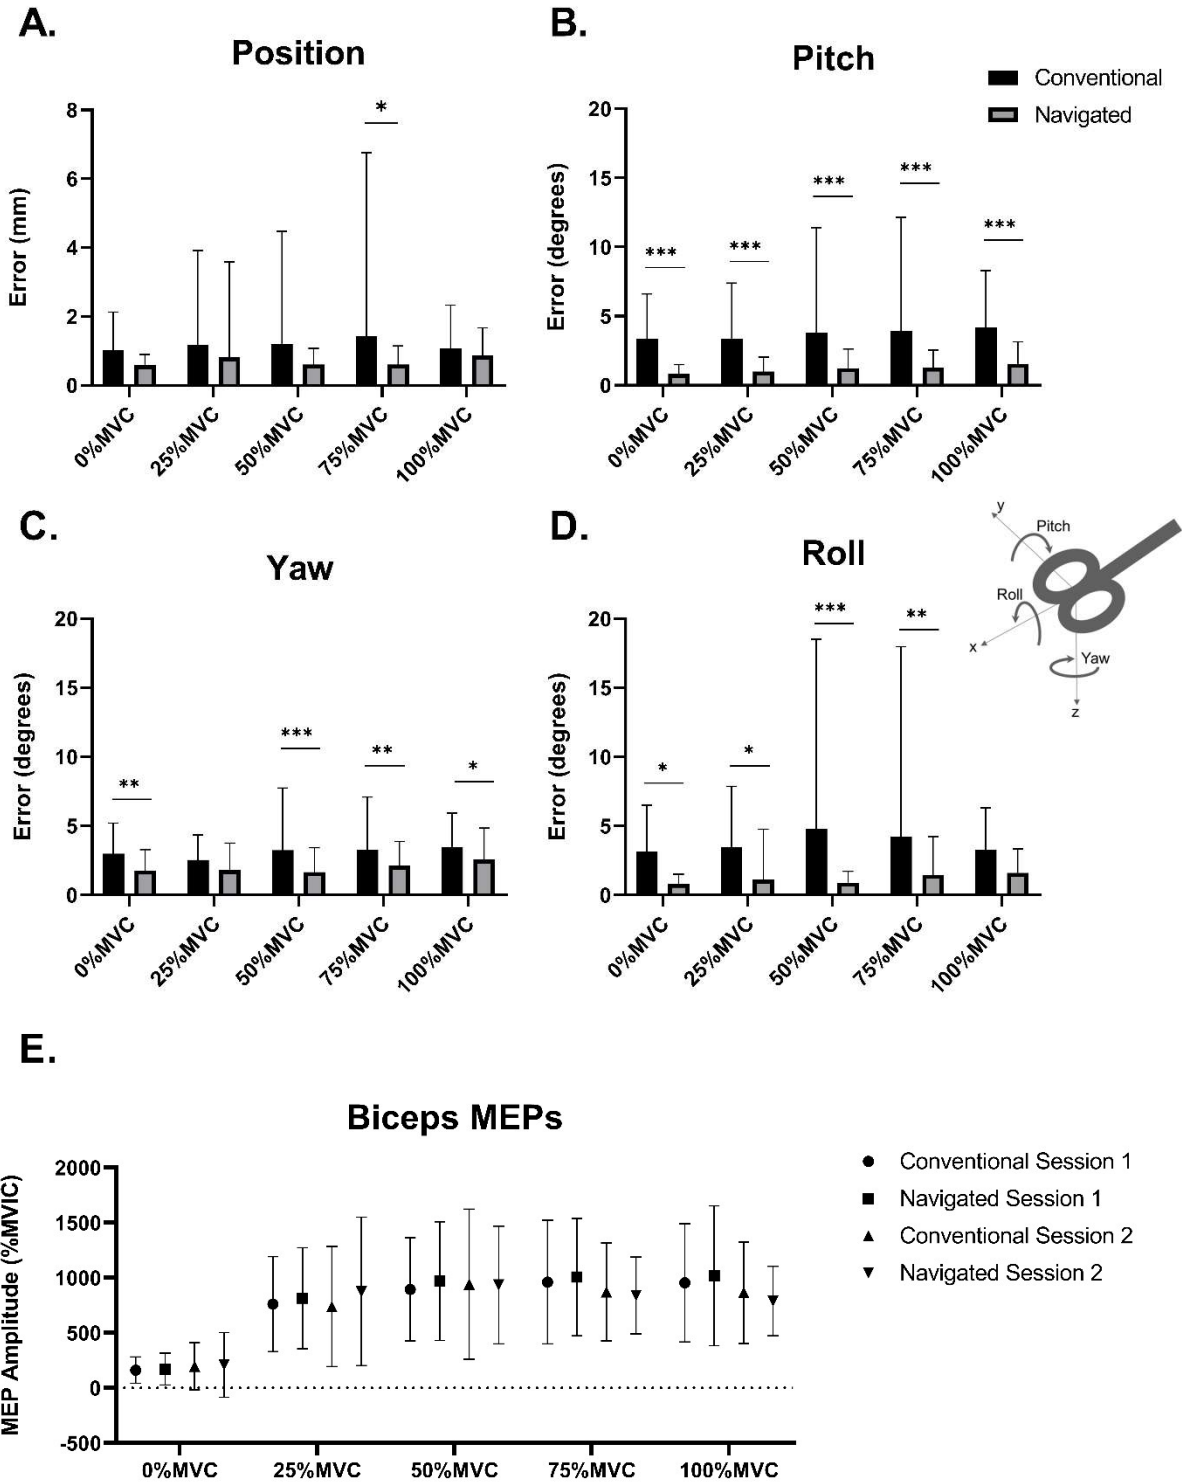 A.
Position
Error (mm)
8
6
4
2
0
*
0%MVC
25%MVC
50%MVC
75%MVC
100%MVC
B.
Pitch
Conventional
Navigated
Error (degrees)
20
15
10
5
0
***
***
***
***
***
0%MVC
25%MVC
50%MVC
75%MVC
100%MVC
C.
Yaw
Error (degrees)
20
15
10
5
0
**
***
**
*
0%MVC
25%MVC
50%MVC
75%MVC
100%MVC
D.
Roll
Error (degrees)
20
15
10
5
0
*
*
***
**
0%MVC
25%MVC
50%MVC
75%MVC
100%MVC
y
Pitch
Roll
x
Yaw
z
E.
Biceps MEPs
MEP Amplitude (%MVIC)
2000
1500
1000
500
0
-500
0%MVC
25%MVC
50%MVC
75%MVC
100%MVC
Conventional Session 1
Navigated Session 1
Conventional Session 2
Navigated Session 2